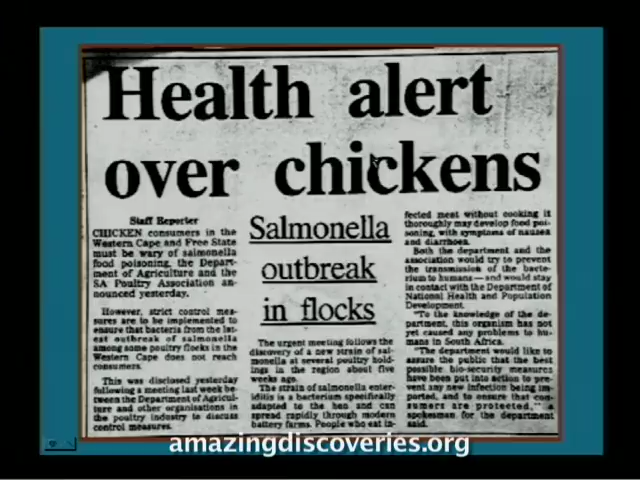 Health alert
over chickens
Staff Reporter
CHICKEN consumers in the
Western Cape and Free State
must be wary of salmonella
food poisoning, the Depart-
ment of Agriculture and the
SA Poultry Association an-
nounced yesterday.
However, strict control mea-
sures are to be implemented to
ensure that bacteria from the lat-
est outbreak of salmonella
among some poultry flocks in the
Western Cape does not reach
consumers.
This was disclosed yesterday
following a meeting last week be-
tween the Department of Agricul-
ture and other organisations in
the poultry industry to discuss
control measures.
Salmonella
outbreak
in flocks
The urgent meeting follows the
discovery of a new strain of sal-
monella at several poultry hold-
ings in the region about five
weeks ago.
The strain of salmonella enter-
iditis is a bacterium specifically
adapted to the hen and can
spread rapidly through modern
battery farms. People who eat in-
fected meat without cooking it
thoroughly may develop food poi-
soning, with symptoms of nausea
and diarrhoea.
Both the department and the
association would try to prevent
the transmission of the bacte-
rium to humans — and would stay
in contact with the Department of
National Health and Population
Development.
"To the knowledge of the de-
partment, this organism has not
yet caused any problems to hu-
mans in South Africa.
"The department would like to
assure the public that the best
possible bio-security measures
have been put into action to pre-
vent any new infection being im-
ported, and to ensure that con-
sumers are protected," a
spokesman for the department
said.
amazingdiscoveries.org